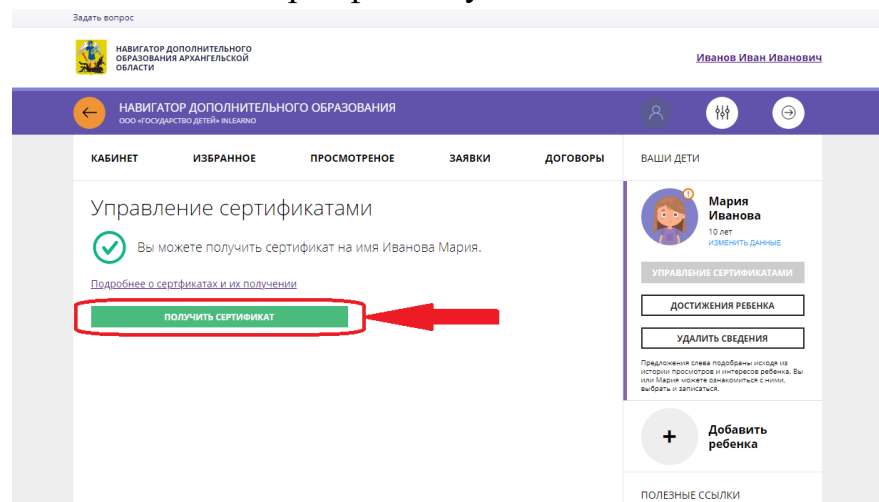 Задать вопрос
НАВИГАТОР ДОПОЛНИТЕЛЬНОГО
ОБРАЗОВАНИЯ АРХАНГЕЛЬСКОЙ
ОБЛАСТИ
Иванов Иван Иванович
НАВИГАТОР ДОПОЛНИТЕЛЬНОГО ОБРАЗОВАНИЯ
ООО «ГОСУДАРСТВО ДЕТЕЙ» INLEARNO
КАБИНЕТ ИЗБРАННОЕ ПРОСМОТРЕНОЕ ЗАЯВКИ ДОГОВОРЫ
Управление сертификатами
Вы можете получить сертификат на имя Иванова Мария.
Подробнее о сертфикатах и их получении
ПОЛУЧИТЬ СЕРТИФИКАТ
ВАШИ ДЕТИ
Мария
Иванова
10 лет
ИЗМЕНИТЬ ДАННЫЕ
УПРАВЛЕНИЕ СЕРТИФИКАТАМИ
ДОСТИЖЕНИЯ РЕБЕНКА
УДАЛИТЬ СВЕДЕНИЯ
Предложения слева подобраны исходя из
истории просмотров и интересов ребенка. Вы
или Мария можете ознакомиться с ними,
выбрать и записаться.
Добавить
ребенка
ПОЛЕЗНЫЕ ССЫЛКИ